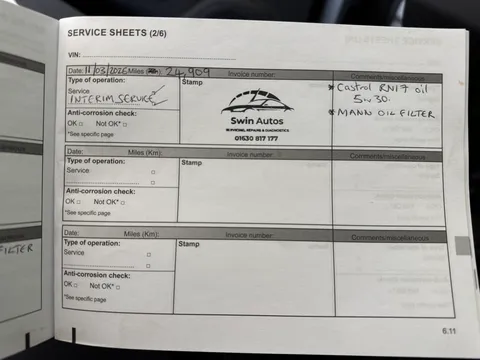 SERVICE SHEETS (2/6)
VIN:
Date: 11/03/2026 Miles (Km): 24,909 Invoice number: Comments/miscellaneous
Type of operation:
Service
INTERIM SERVICE
Stamp
Swin Autos
SERVICING, REPAIRS & DIAGNOSTICS
01630 817 177
* Castrol RN17 oil
5w30.
* MANN OIL FILTER
Anti-corrosion check:
OK □ Not OK* □
*See specific page
Date: Miles (Km): Invoice number: Comments/miscellaneous
Type of operation:
Stamp
Service □
□
Anti-corrosion check:
OK □ Not OK* □
*See specific page
Date: Miles (Km): Invoice number: Comments/miscellaneous
Type of operation:
Stamp
Service □
□
Anti-corrosion check:
OK □ Not OK* □
*See specific page
FILTER
6.11